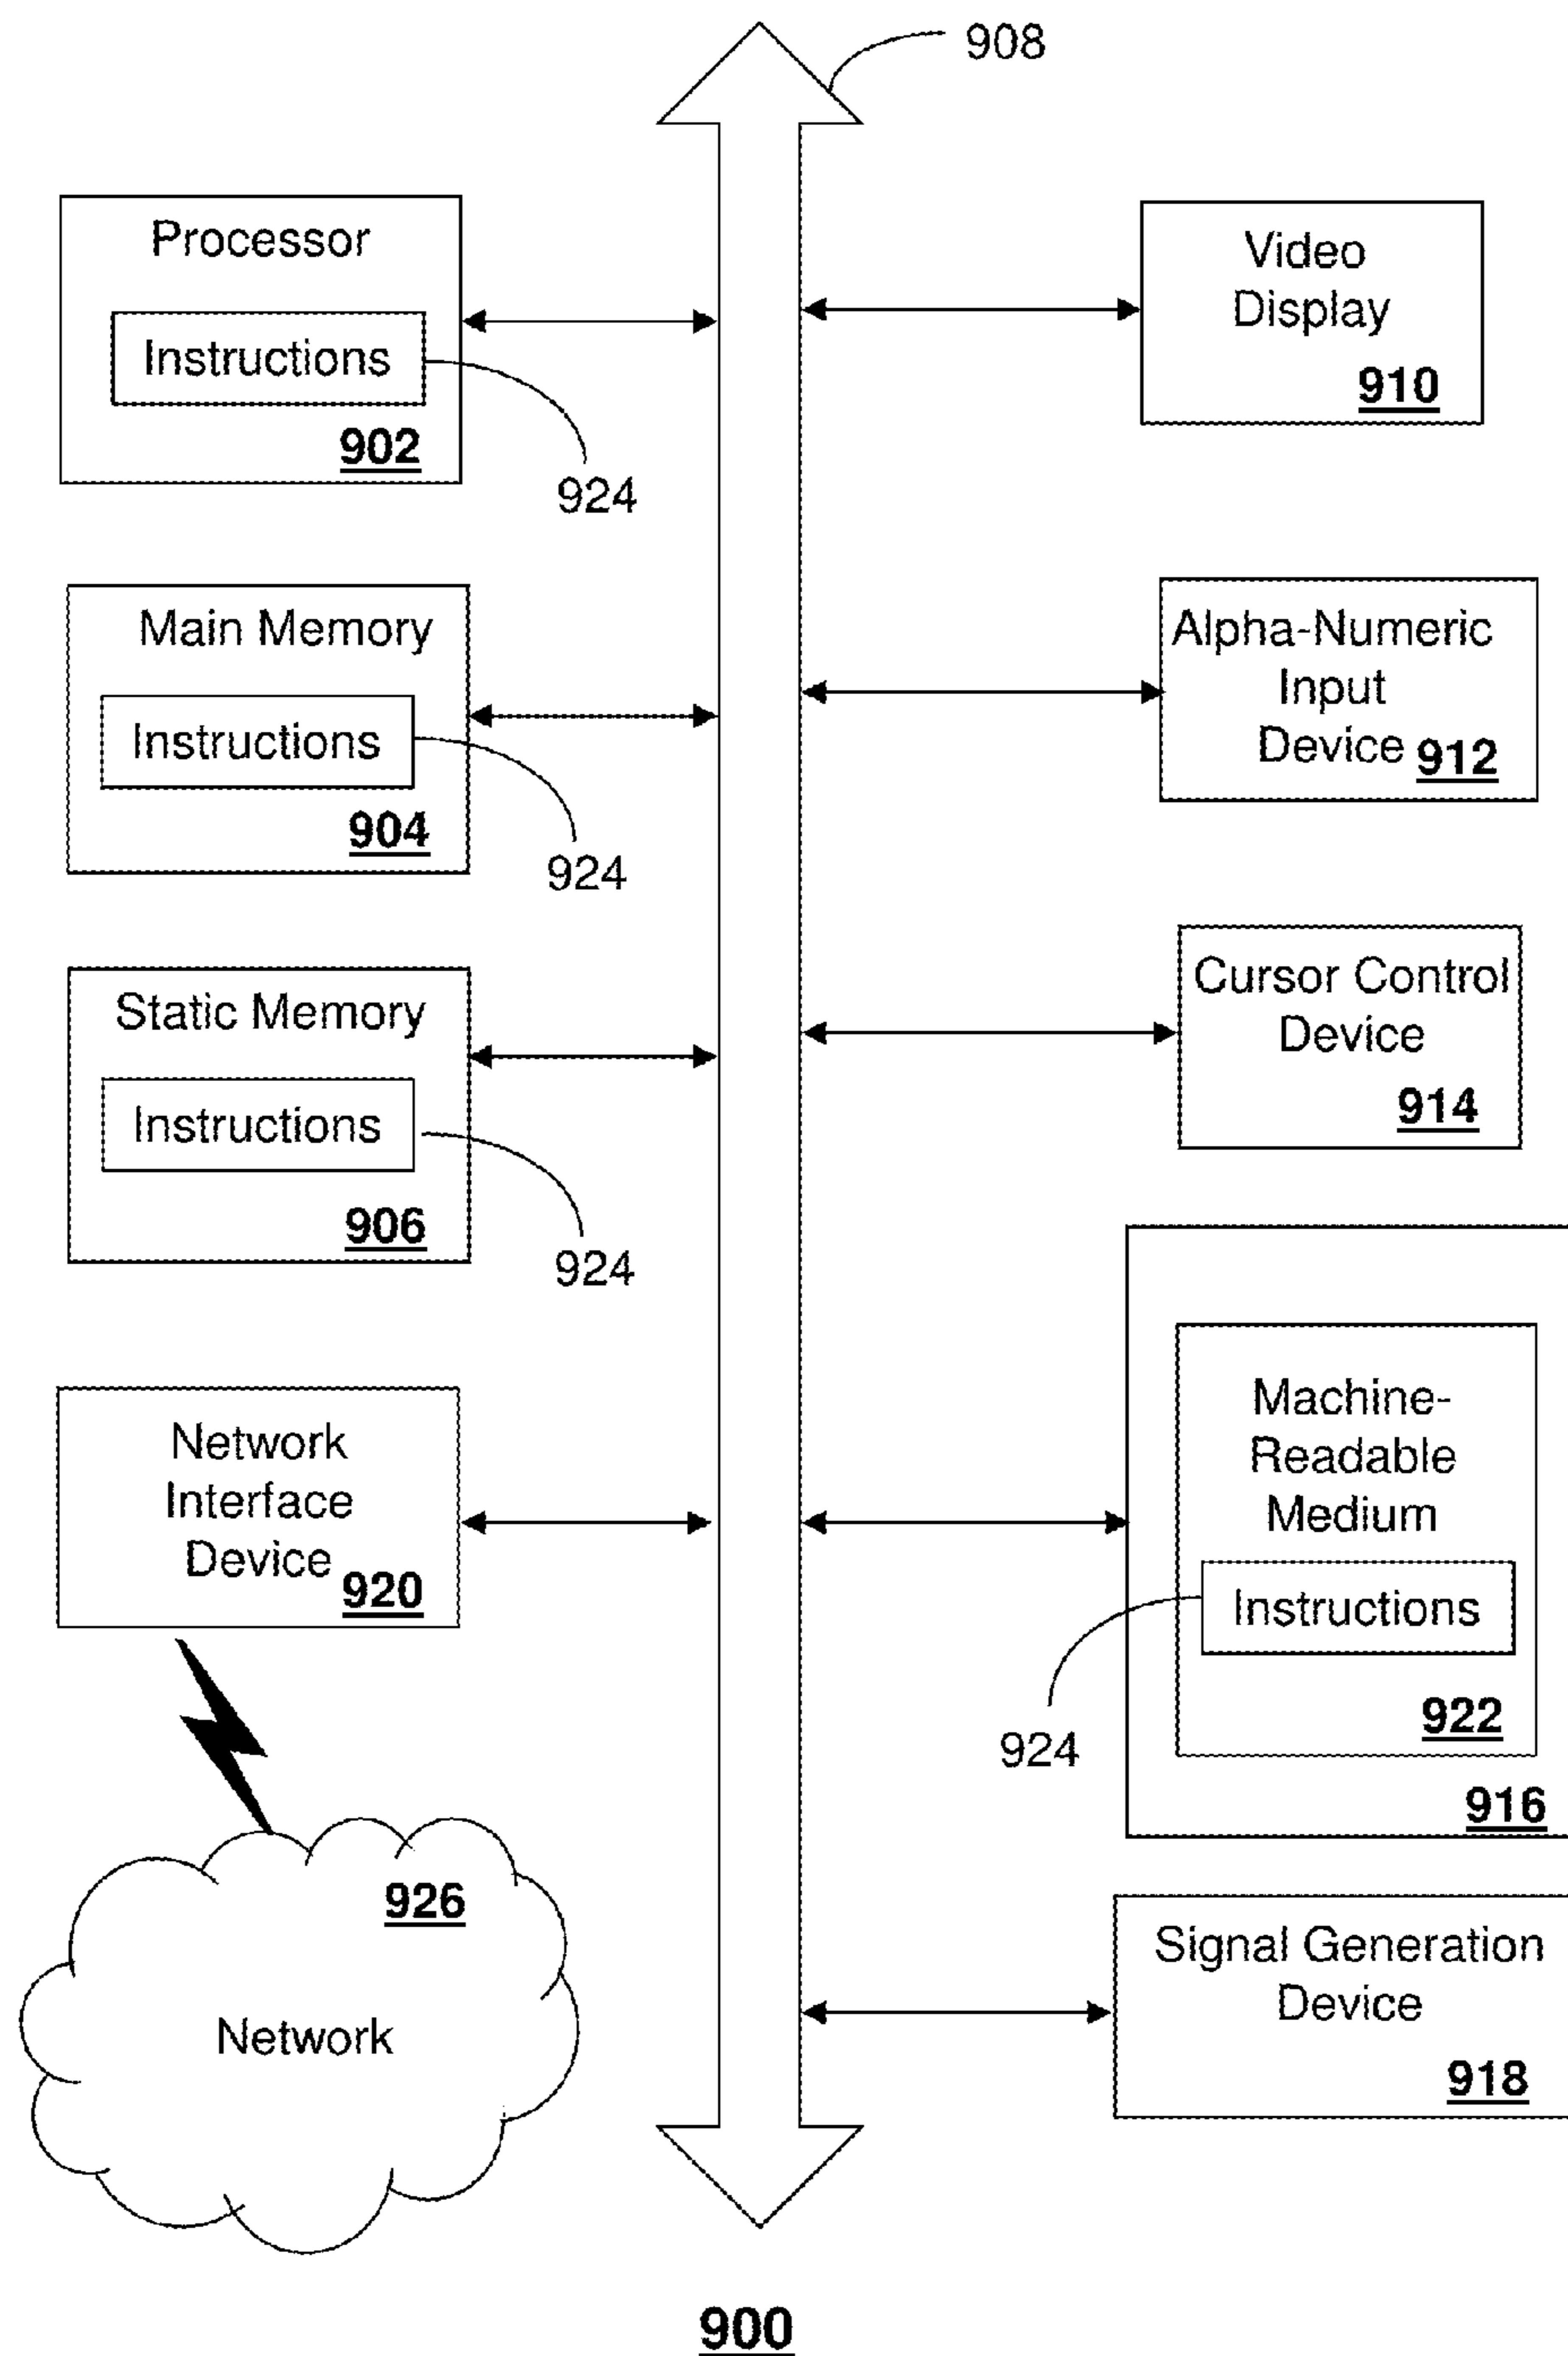 908
Processor
Instructions
902
924
Main Memory
Instructions
904
924
Static Memory
Instructions
906
924
Network
Interface
Device
920
926
Network
Video
Display
910
Alpha-Numeric
Input
Device
912
Cursor Control
Device
914
Machine-
Readable
Medium
Instructions
922
924
916
Signal Generation
Device
918
900